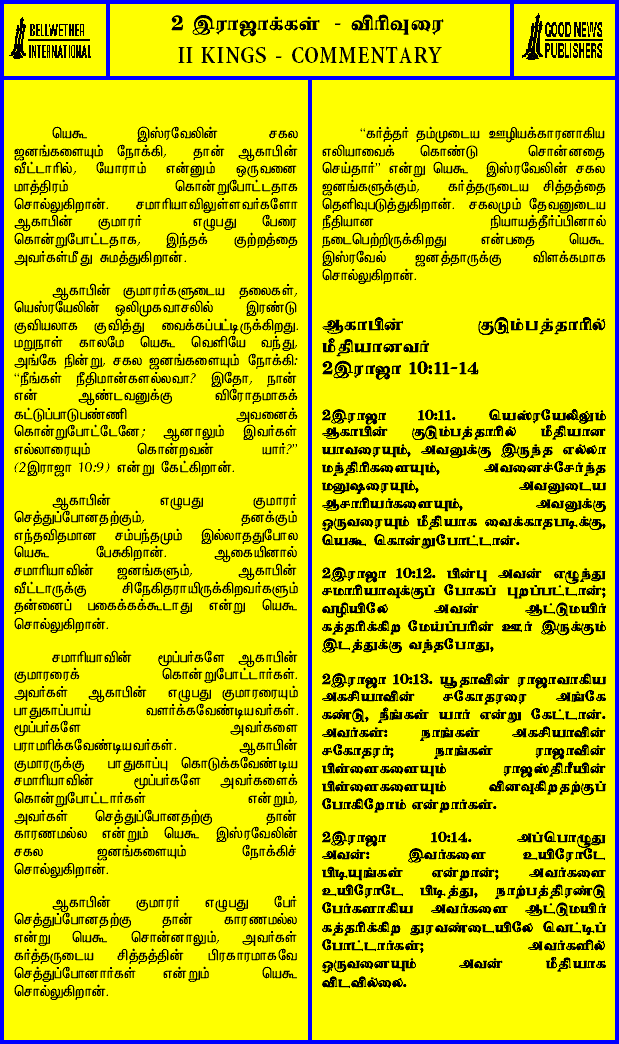 BELLWETHER
INTERNATIONAL
2 இராஜாக்கள் - விரிவுரை
II KINGS - COMMENTARY
GOOD NEWS
PUBLISHERS
யெகூ இஸ்ரவேலின் சகல
ஜனங்களையும் நோக்கி, தான் ஆகாபின்
வீட்டாரில், யோராம் என்னும் ஒருவனை
மாத்திரம் கொன்றுபோட்டதாக
சொல்லுகிறான். சமாரியாவிலுள்ளவர்களோ
ஆகாபின் குமாரர் எழுபது பேரை
கொன்றுபோட்டதாக, இந்தக் குற்றத்தை
அவர்கள்மீது சுமத்துகிறான்.
ஆகாபின் குமாரர்களுடைய தலைகள்,
யெஸ்ரயேலின் ஒலிமுகவாசலில் இரண்டு
குவியலாக குவித்து வைக்கப்பட்டிருக்கிறது.
மறுநாள் காலமே யெகூ வெளியே வந்து,
அங்கே நின்று, சகல ஜனங்களையும் நோக்கி:
“நீங்கள் நீதிமான்களல்லவா? இதோ, நான்
என் ஆண்டவனுக்கு விரோதமாகக்
கட்டுப்பாடுபண்ணி அவனைக்
கொன்றுபோட்டேனே; ஆனாலும் இவர்கள்
எல்லாரையும் கொன்றவன் யார்?”
(2இராஜா 10:9) என்று கேட்கிறான்.
ஆகாபின் எழுபது குமாரர்
செத்துப்போனதற்கும், தனக்கும்
எந்தவிதமான சம்பந்தமும் இல்லாததுபோல
யெகூ பேசுகிறான். ஆகையினால்
சமாரியாவின் ஜனங்களும், ஆகாபின்
வீட்டாருக்கு சிநேகிதராயிருக்கிறவர்களும்
தன்னைப் பகைக்கக்கூடாது என்று யெகூ
சொல்லுகிறான்.
சமாரியாவின் மூப்பர்களே ஆகாபின்
குமாரரைக் கொன்றுபோட்டார்கள்.
அவர்கள் ஆகாபின் எழுபது குமாரரையும்
பாதுகாப்பாய் வளர்க்கவேண்டியவர்கள்.
மூப்பர்களே அவர்களை
பராமரிக்கவேண்டியவர்கள். ஆகாபின்
குமாரருக்கு பாதுகாப்பு கொடுக்கவேண்டிய
சமாரியாவின் மூப்பர்களே அவர்களைக்
கொன்றுபோட்டார்கள் என்றும்,
அவர்கள் செத்துப்போனதற்கு தான்
காரணமல்ல என்றும் யெகூ இஸ்ரவேலின்
சகல ஜனங்களையும் நோக்கிச்
சொல்லுகிறான்.
ஆகாபின் குமாரர் எழுபது பேர்
செத்துப்போனதற்கு தான் காரணமல்ல
என்று யெகூ சொன்னாலும், அவர்கள்
கர்த்தருடைய சித்தத்தின் பிரகாரமாகவே
செத்துப்போனார்கள் என்றும் யெகூ
சொல்லுகிறான்.
“கர்த்தர் தம்முடைய ஊழியக்காரனாகிய
எலியாவைக் கொண்டு சொன்னதை
செய்தார்” என்று யெகூ இஸ்ரவேலின் சகல
ஜனங்களுக்கும், கர்த்தருடைய சித்தத்தை
தெளிவுபடுத்துகிறான். சகலமும் தேவனுடைய
நீதியான நியாயத்தீர்ப்பினால்
நடைபெற்றிருக்கிறது என்பதை யெகூ
இஸ்ரவேல் ஜனத்தாருக்கு விளக்கமாக
சொல்லுகிறான்.
ஆகாபின் குடும்பத்தாரில்
மீதியானவர்
2இராஜா 10:11-14
2இராஜா 10:11. யெஸ்ரயேலிலும்
ஆகாபின் குடும்பத்தாரில் மீதியான
யாவரையும், அவனுக்கு இருந்த எல்லா
மந்திரிகளையும், அவனைச்சேர்ந்த
மனுஷரையும், அவனுடைய
ஆசாரியர்களையும், அவனுக்கு
ஒருவரையும் மீதியாக வைக்காதபடிக்கு,
யெகூ கொன்றுபோட்டான்.
2இராஜா 10:12. பின்பு அவன் எழுந்து
சமாரியாவுக்குப் போகப் புறப்பட்டான்;
வழியிலே அவன் ஆட்டுமயிர்
கத்தரிக்கிற மேய்ப்பரின் ஊர் இருக்கும்
இடத்துக்கு வந்தபோது,
2இராஜா 10:13. யூதாவின் ராஜாவாகிய
அகசியாவின் சகோதரரை அங்கே
கண்டு, நீங்கள் யார் என்று கேட்டான்.
அவர்கள்: நாங்கள் அகசியாவின்
சகோதரர்; நாங்கள் ராஜாவின்
பிள்ளைகளையும் ராஜஸ்திரீயின்
பிள்ளைகளையும் வினவுகிறதற்குப்
போகிறோம் என்றார்கள்.
2இராஜா 10:14. அப்பொழுது
அவன்: இவர்களை உயிரோடே
பிடியுங்கள் என்றான்; அவர்களை
உயிரோடே பிடித்து, நாற்பத்திரண்டு
பேர்களாகிய அவர்களை ஆட்டுமயிர்
கத்தரிக்கிற துரவண்டையிலே வெட்டிப்
போட்டார்கள்; அவர்களில்
ஒருவனையும் அவன் மீதியாக
விடவில்லை.